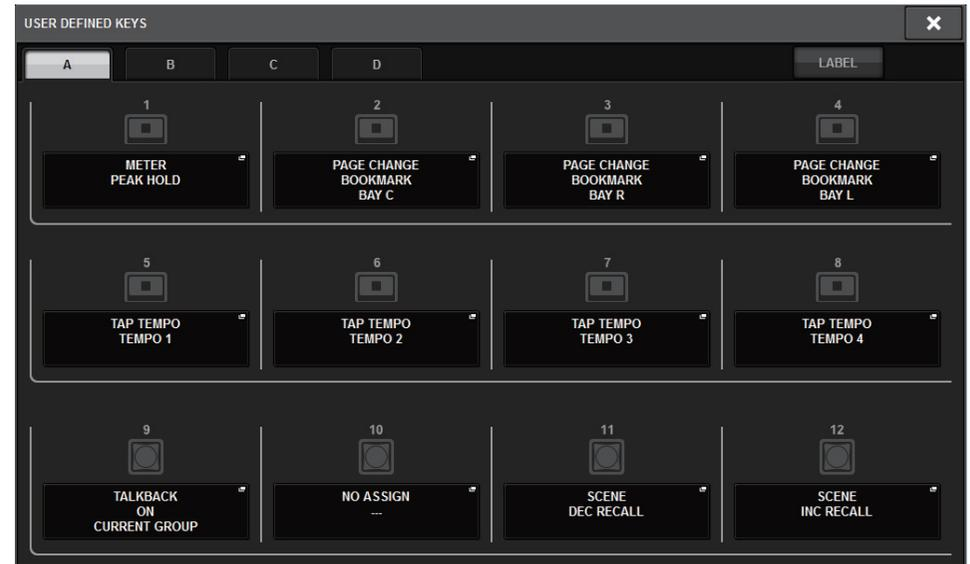 USER DEFINED KEYS
A B C D LABEL
1 2 3 4
METER
PEAK HOLD
PAGE CHANGE
BOOKMARK
BAY C
PAGE CHANGE
BOOKMARK
BAY R
PAGE CHANGE
BOOKMARK
BAY L
5 6 7 8
TAP TEMPO
TEMPO 1
TAP TEMPO
TEMPO 2
TAP TEMPO
TEMPO 3
TAP TEMPO
TEMPO 4
9 10 11 12
TALKBACK
ON
CURRENT GROUP
NO ASSIGN
---
SCENE
DEC RECALL
SCENE
INC RECALL